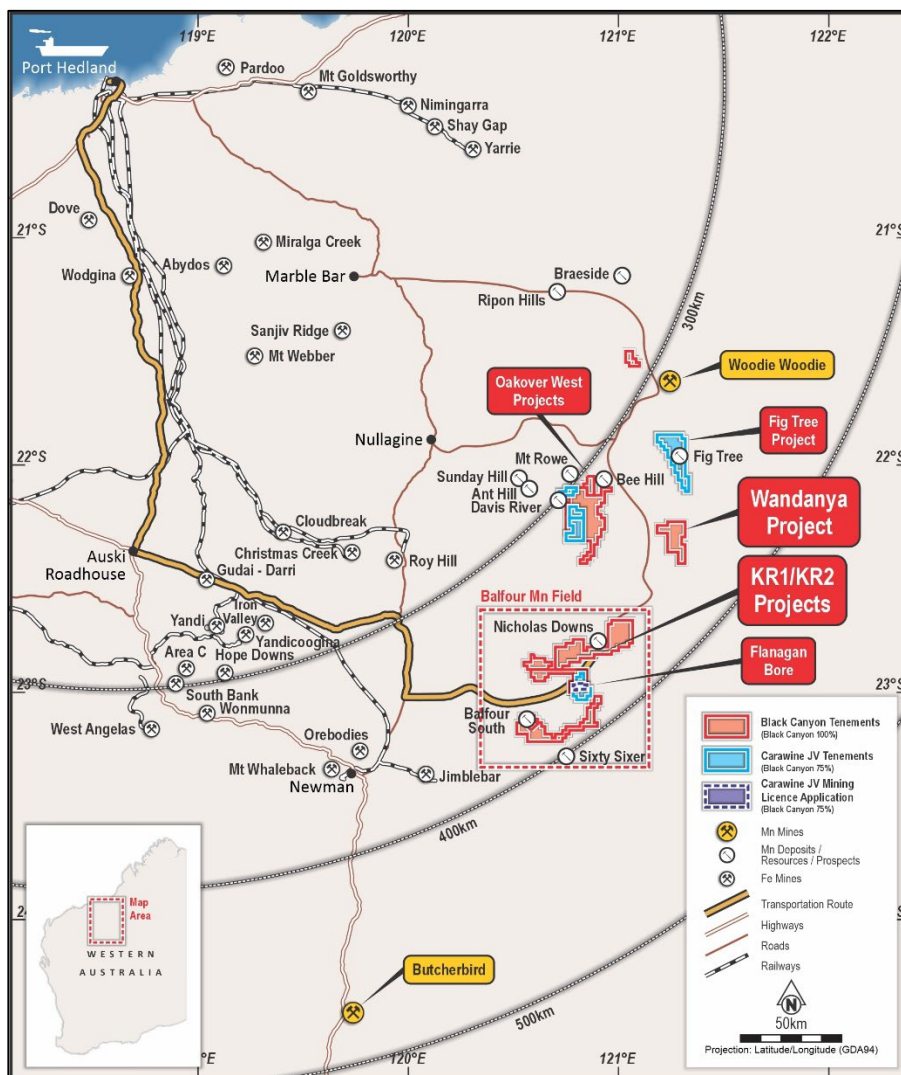 119°E
120°E
121°E
122°E
Port Hedland
Pardoo
Mt Goldsworthy
Nimingarra
Shay Gap
Yarrie
Dove
21°S
21°S
Miralga Creek
Abydos
Wodgina
Marble Bar
Braeside
Ripon Hills
300km
Sanjiv Ridge
Mt Webber
Woodie Woodie
Oakover West
Projects
Fig Tree
Project
Nullagine
22°S
22°S
Mt Rowe
Fig Tree
Sunday Hill
Bee Hill
Ant Hill
Davis River
Wandanya
Project
Cloudbreak
Christmas Creek
Roy Hill
Auski
Roadhouse
Gudai - Darri
KR1/KR2
Projects
Balfour Mn Field
Iron
Valley
Yandi
Yandicoogina
Nicholas Downs
Hope Downs
Area C
Flanagan
Bore
23°S
23°S
South Bank
Wonmunna
West Angelas
Balfour
South
Orebodies
Sixty Sixer
Mt Whaleback
Newman
Jimblebar
400km
Black Canyon Tenements
(Black Canyon 100%)
Carawine JV Tenements
(Black Canyon 75%)
Carawine JV Mining
Licence Application
(Black Canyon 75%)
Mn Mines
Mn Deposits /
Resources / Prospects
Fe Mines
Transportation Route
Highways
Roads
Railways
N
50km
Projection: Latitude/Longitude (GDA94)
24°S
Map
Area
WESTERN
AUSTRALIA
Butcherbird
500km
119°E
120°E
121°E